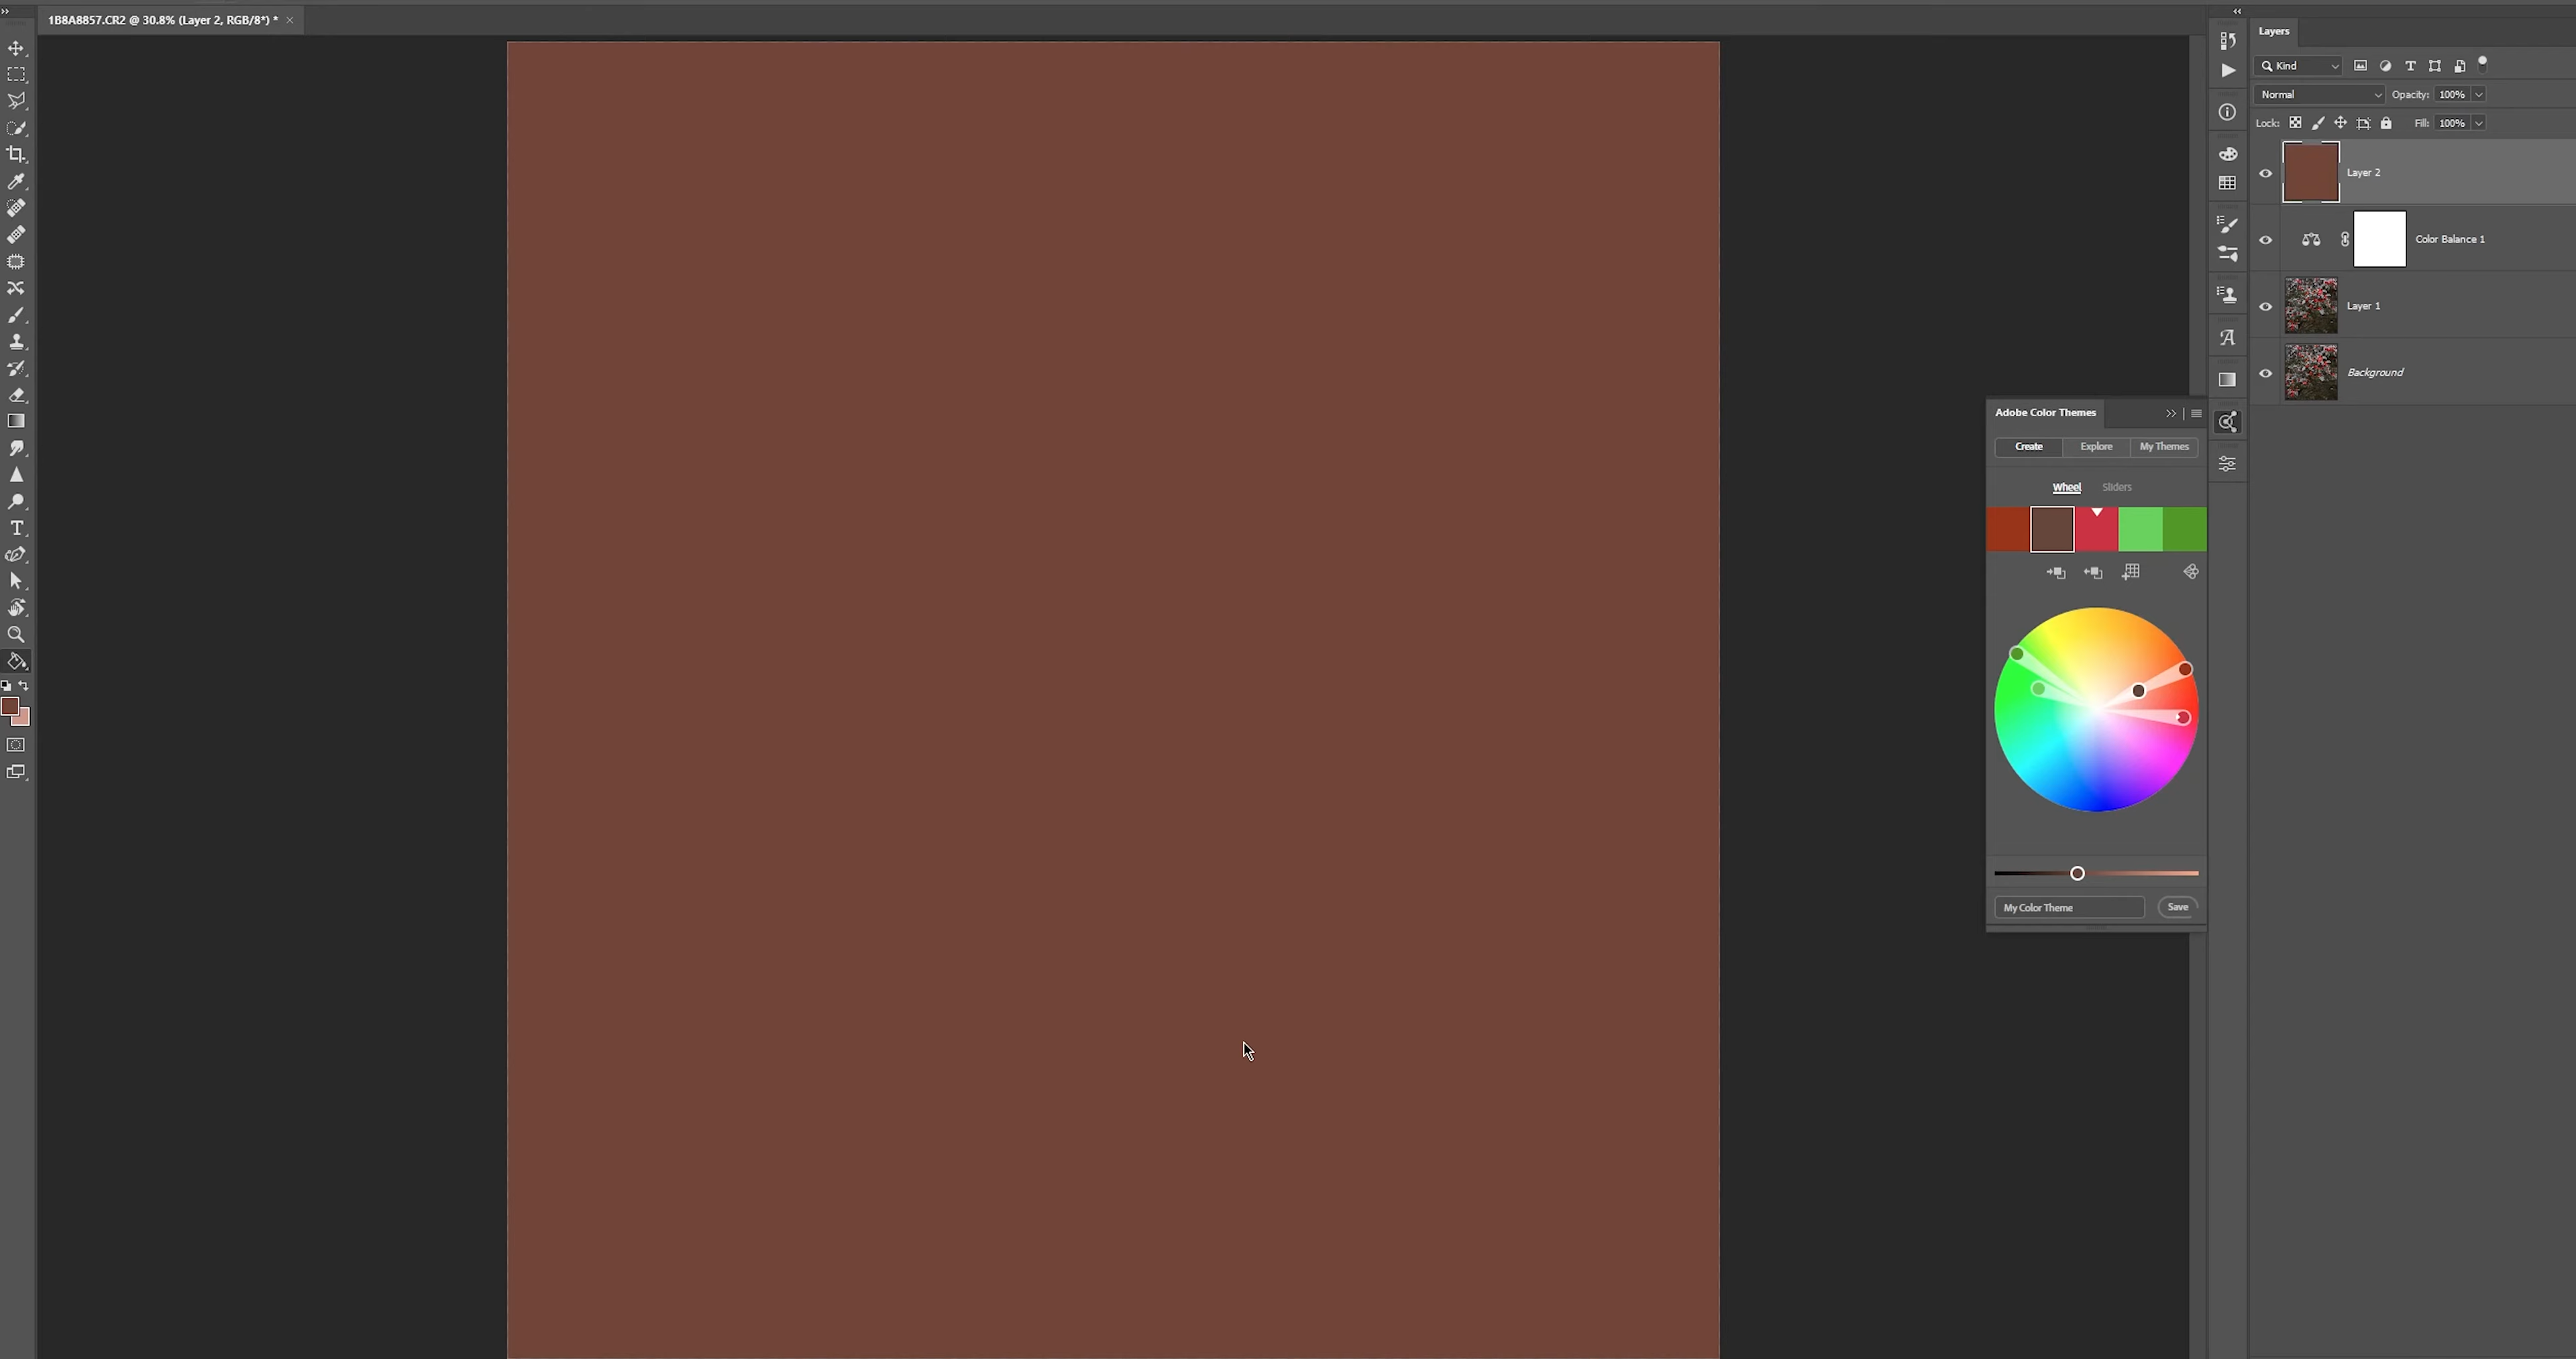 1B8A8857.CR2 @ 30.8% (Layer 2, RGB/8*) *
Layers
Kind
Normal
Opacity: 100%
Lock:
Fill: 100%
Layer 2
Color Balance 1
Layer 1
Background
Adobe Color Themes
Create
Explore
My Themes
Wheel
Sliders
My Color Theme
Save